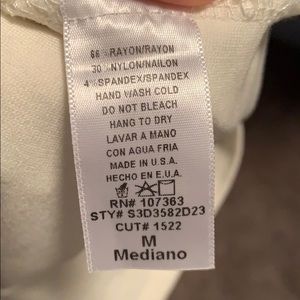 66% RAYON/RAYON
30% NYLON/NAILON
4% SPANDEX/SPANDEX
HAND WASH COLD
DO NOT BLEACH
HANG TO DRY
LAVAR A MANO
CON AGUA FRIA
MADE IN U.S.A.
HECHO EN E.U.A.
RN# 107363
STY# S3D3582D23
CUT# 1522
M
Mediano